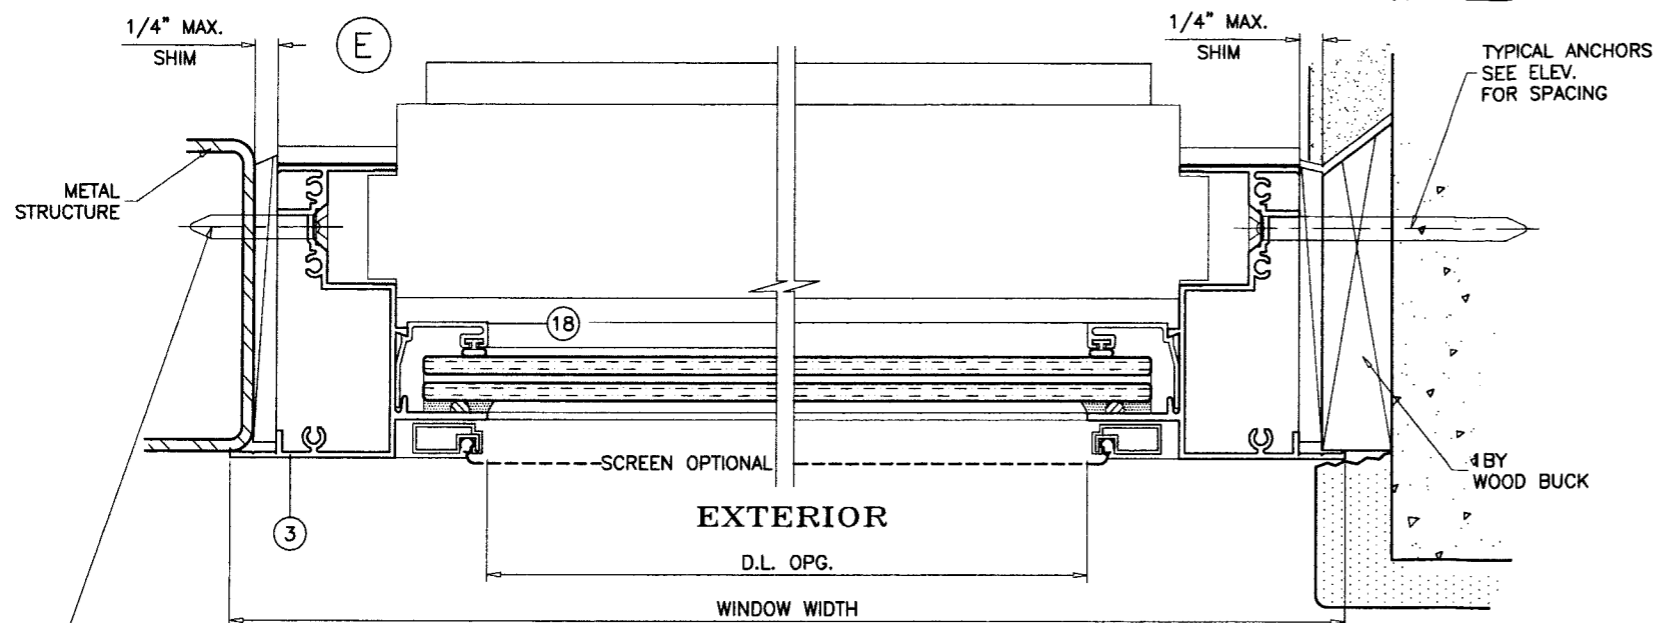 1/4" MAX.
SHIM
E
1/4" MAX.
SHIM
TYPICAL ANCHORS
SEE ELEV.
FOR SPACING
METAL
STRUCTURE
18
SCREEN OPTIONAL
1BY
WOOD BUCK
3
EXTERIOR
D.L. OPG.
WINDOW WIDTH